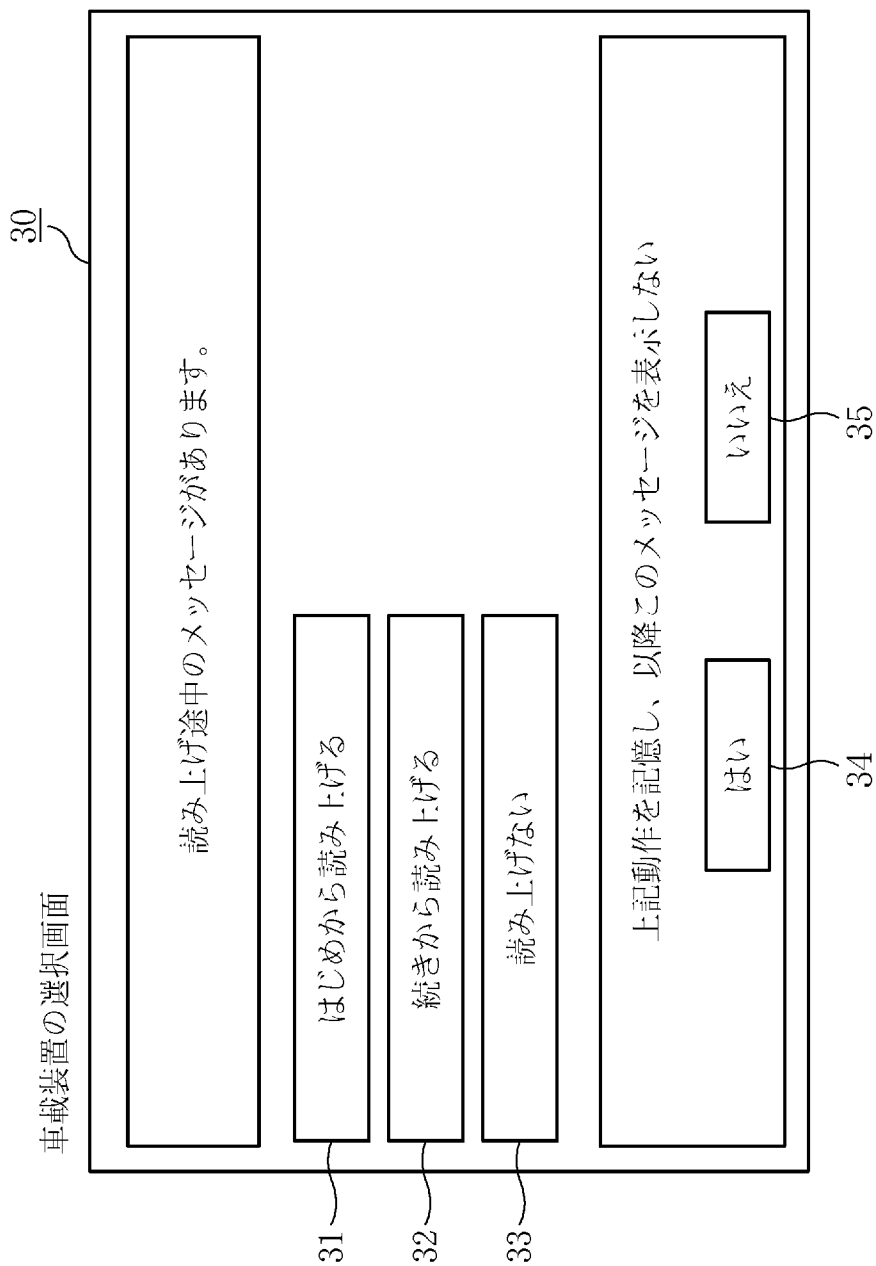 車載装置の選択画面
30
読み上げ途中のメッセージがあります。
31
はじめから読み上げる
32
続きから読み上げる
33
読み上げない
上記動作を記憶し、以降このメッセージを表示しない
はい
いいえ
34
35